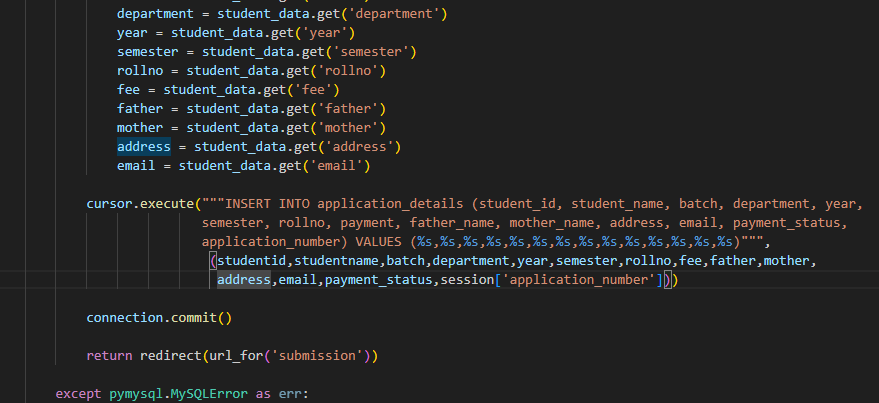 department = student_data.get('department')
year = student_data.get('year')
semester = student_data.get('semester')
rollno = student_data.get('rollno')
fee = student_data.get('fee')
father = student_data.get('father')
mother = student_data.get('mother')
address = student_data.get('address')
email = student_data.get('email')
cursor.execute("""INSERT INTO application_details (student_id, student_name, batch, department, year,
semester, rollno, payment, father_name, mother_name, address, email, payment_status,
application_number) VALUES (%s,%s,%s,%s,%s,%s,%s,%s,%s,%s,%s,%s,%s,%s)""",
(studentid,studentname,batch,department,year,semester,rollno,fee,father,mother,
address,email,payment_status,session['application_number']))
connection.commit()
return redirect(url_for('submission'))
except pymysql.MySQLError as err: